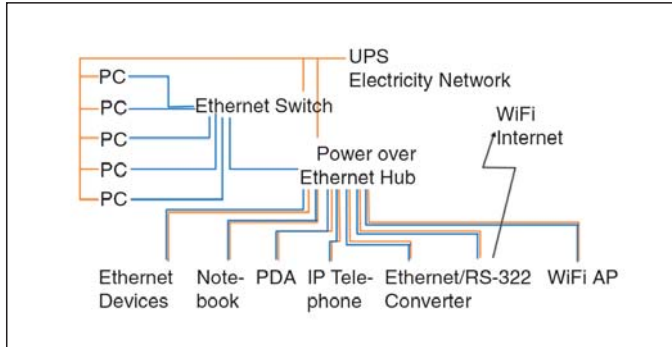 UPS
Electricity Network
PC
PC
PC
PC
PC
Ethernet Switch
WiFi
Internet
Power over
Ethernet Hub
Ethernet
Devices
Note-
book
PDA
IP Tele-
phone
Ethernet/RS-322
Converter
WiFi AP